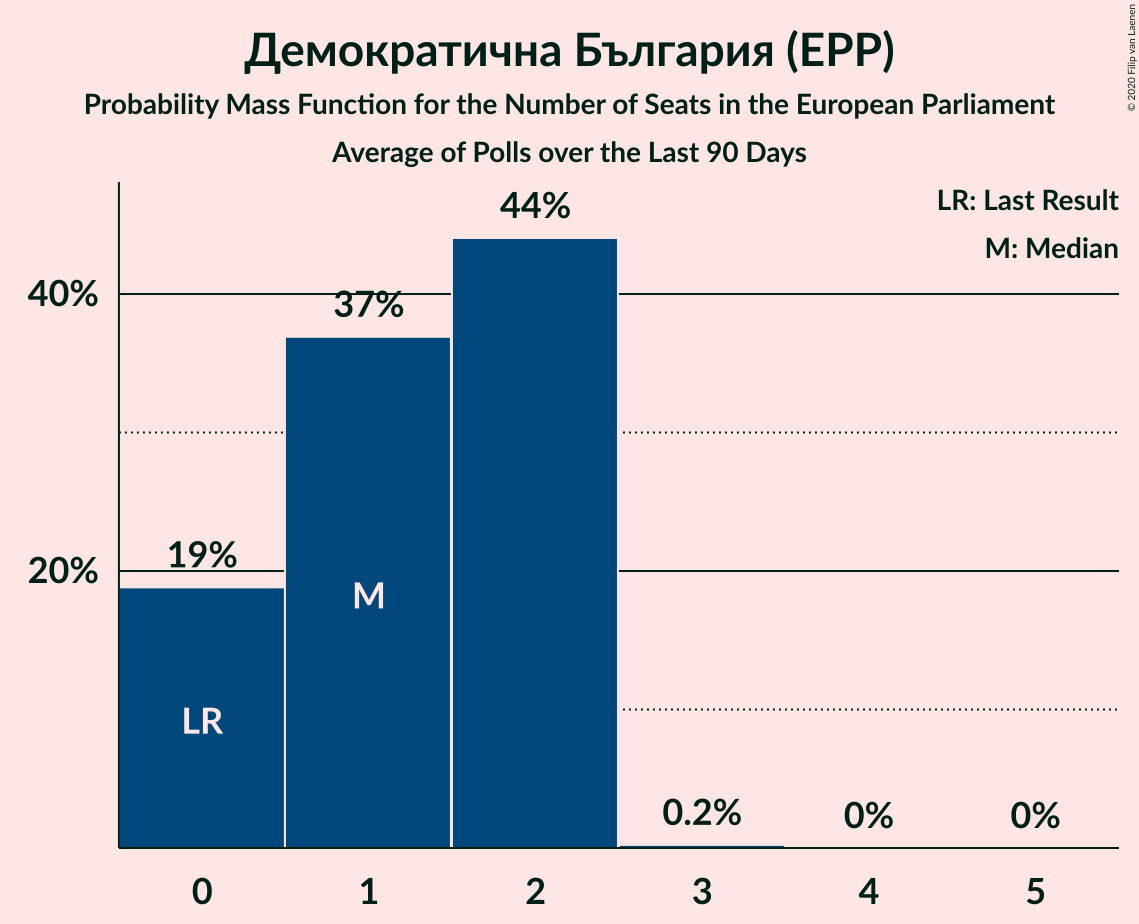 Демократична България (EPP)
Probability Mass Function for the Number of Seats in the European Parliament
Average of Polls over the Last 90 Days
© 2020 Filip van Laenen
LR: Last Result
M: Median
44%
40%
37%
20%
19%
M
LR
0.2%
0%
0%
0
1
2
3
4
5